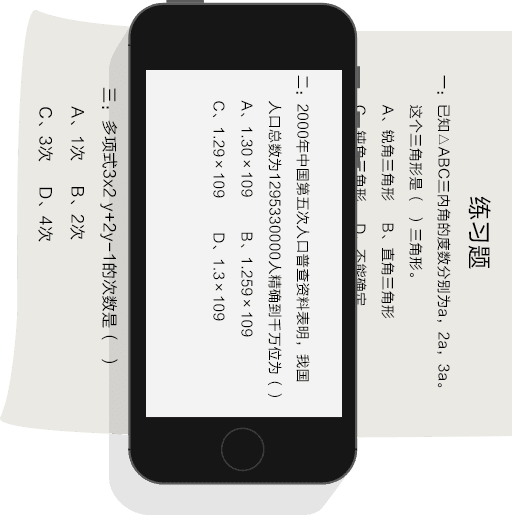 练习题
一：已知△ABC三内角的度数分别为a，2a，3a。
这个三角形是（ ）三角形。
A、锐角三角形 B、直角三角形
C、钝角三角形 D、不能确定
二：2000年中国第五次人口普查资料表明，我国
人口总数为1295330000人精确到千万位为（ ）
A、1.30×109 B、1.259×109
C、1.29×109 D、1.3×109
三：多项式3x2 y+2y-1的次数是（ ）
A、1次 B、2次
C、3次 D、4次